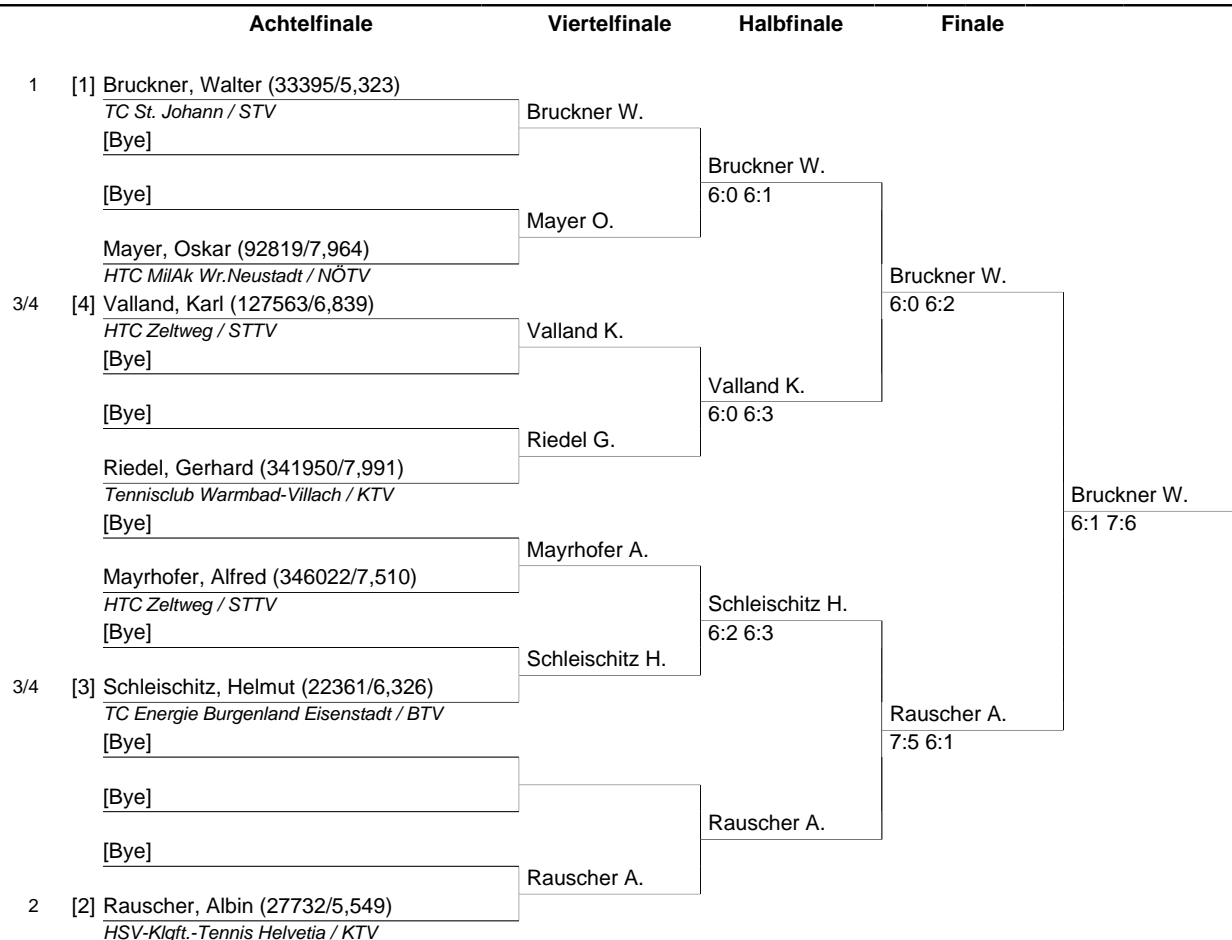 Achtelfinale Viertelfinale Halbfinale Finale
1 [1] Bruckner, Walter (33395/5,323)
TC St. Johann / STV
Bruckner W.
[Bye]
Bruckner W.
[Bye]
6:0 6:1
Mayer O.
Mayer, Oskar (92819/7,964)
HTC MilAk Wr.Neustadt / NÖTV
Bruckner W.
3/4 [4] Valland, Karl (127563/6,839)
6:0 6:2
HTC Zeltweg / STTV
Valland K.
[Bye]
Valland K.
[Bye]
6:0 6:3
Riedel G.
Riedel, Gerhard (341950/7,991)
Tennisclub Warmbad-Villach / KTV
Bruckner W.
[Bye]
6:1 7:6
Mayrhofer A.
Mayrhofer, Alfred (346022/7,510)
HTC Zeltweg / STTV
Schleischitz H.
[Bye]
6:2 6:3
Schleischitz H.
3/4 [3] Schleischitz, Helmut (22361/6,326)
TC Energie Burgenland Eisenstadt / BTV
Rauscher A.
[Bye]
7:5 6:1
[Bye]
Rauscher A.
[Bye]
Rauscher A.
2 [2] Rauscher, Albin (27732/5,549)
HSV-Klgft.-Tennis Helvetia / KTV